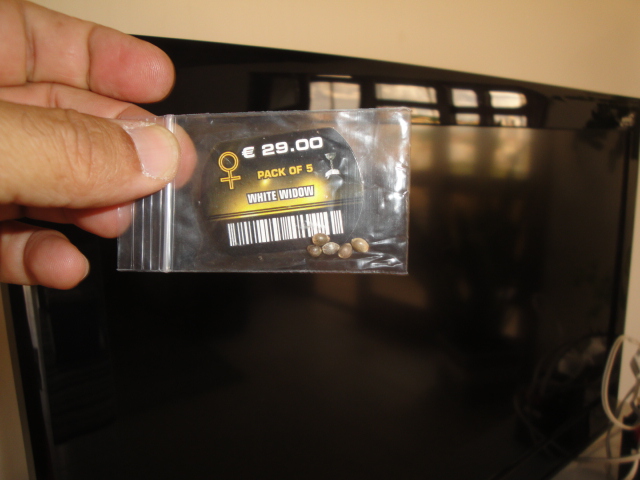 € 29.00
PACK OF 5
WHITE WIDOW